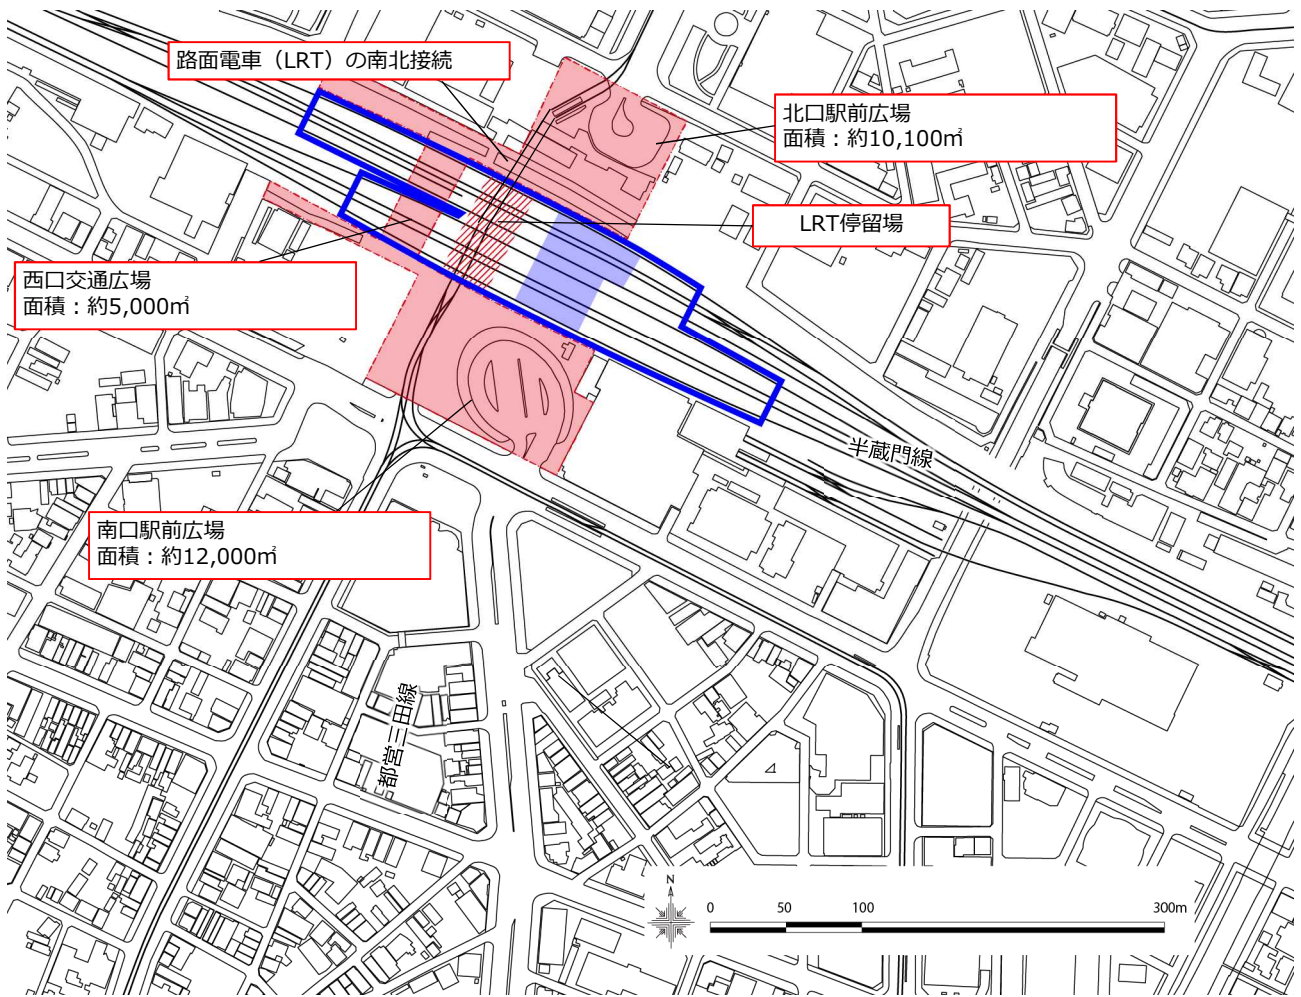 路面電車（LRT）の南北接続
北口駅前広場
面積：約10,100㎡
LRT停留場
西口交通広場
面積：約5,000㎡
半蔵門線
南口駅前広場
面積：約12,000㎡
都営三田線
N
0 50 100 300m